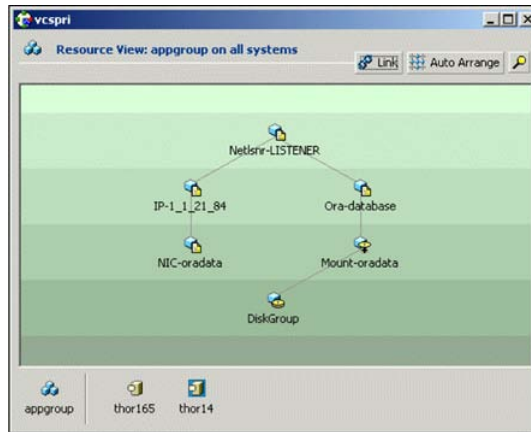 vcspri
Resource View: appgroup on all systems
Link
Auto Arrange
Netlsnr-LISTENER
IP-1_1_21_84
Ora-database
NIC-oradata
Mount-oradata
DiskGroup
appgroup
thor165
thor14